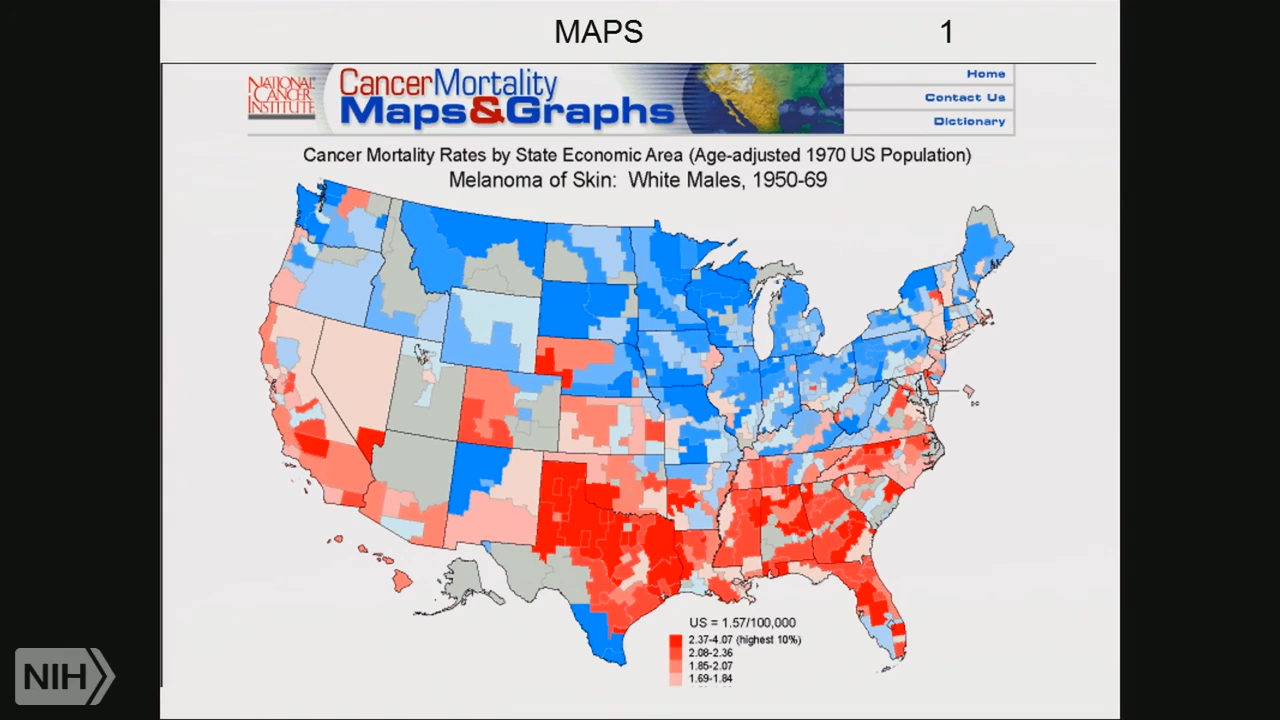 MAPS 1
NATIONAL
CANCER
INSTITUTE
CancerMortality
Maps&Graphs
Home
Contact Us
Dictionary
Cancer Mortality Rates by State Economic Area (Age-adjusted 1970 US Population)
Melanoma of Skin: White Males, 1950-69
US = 1.57/100,000
2.37-4.07 (highest 10%)
2.08-2.36
1.85-2.07
1.69-1.84
NIH